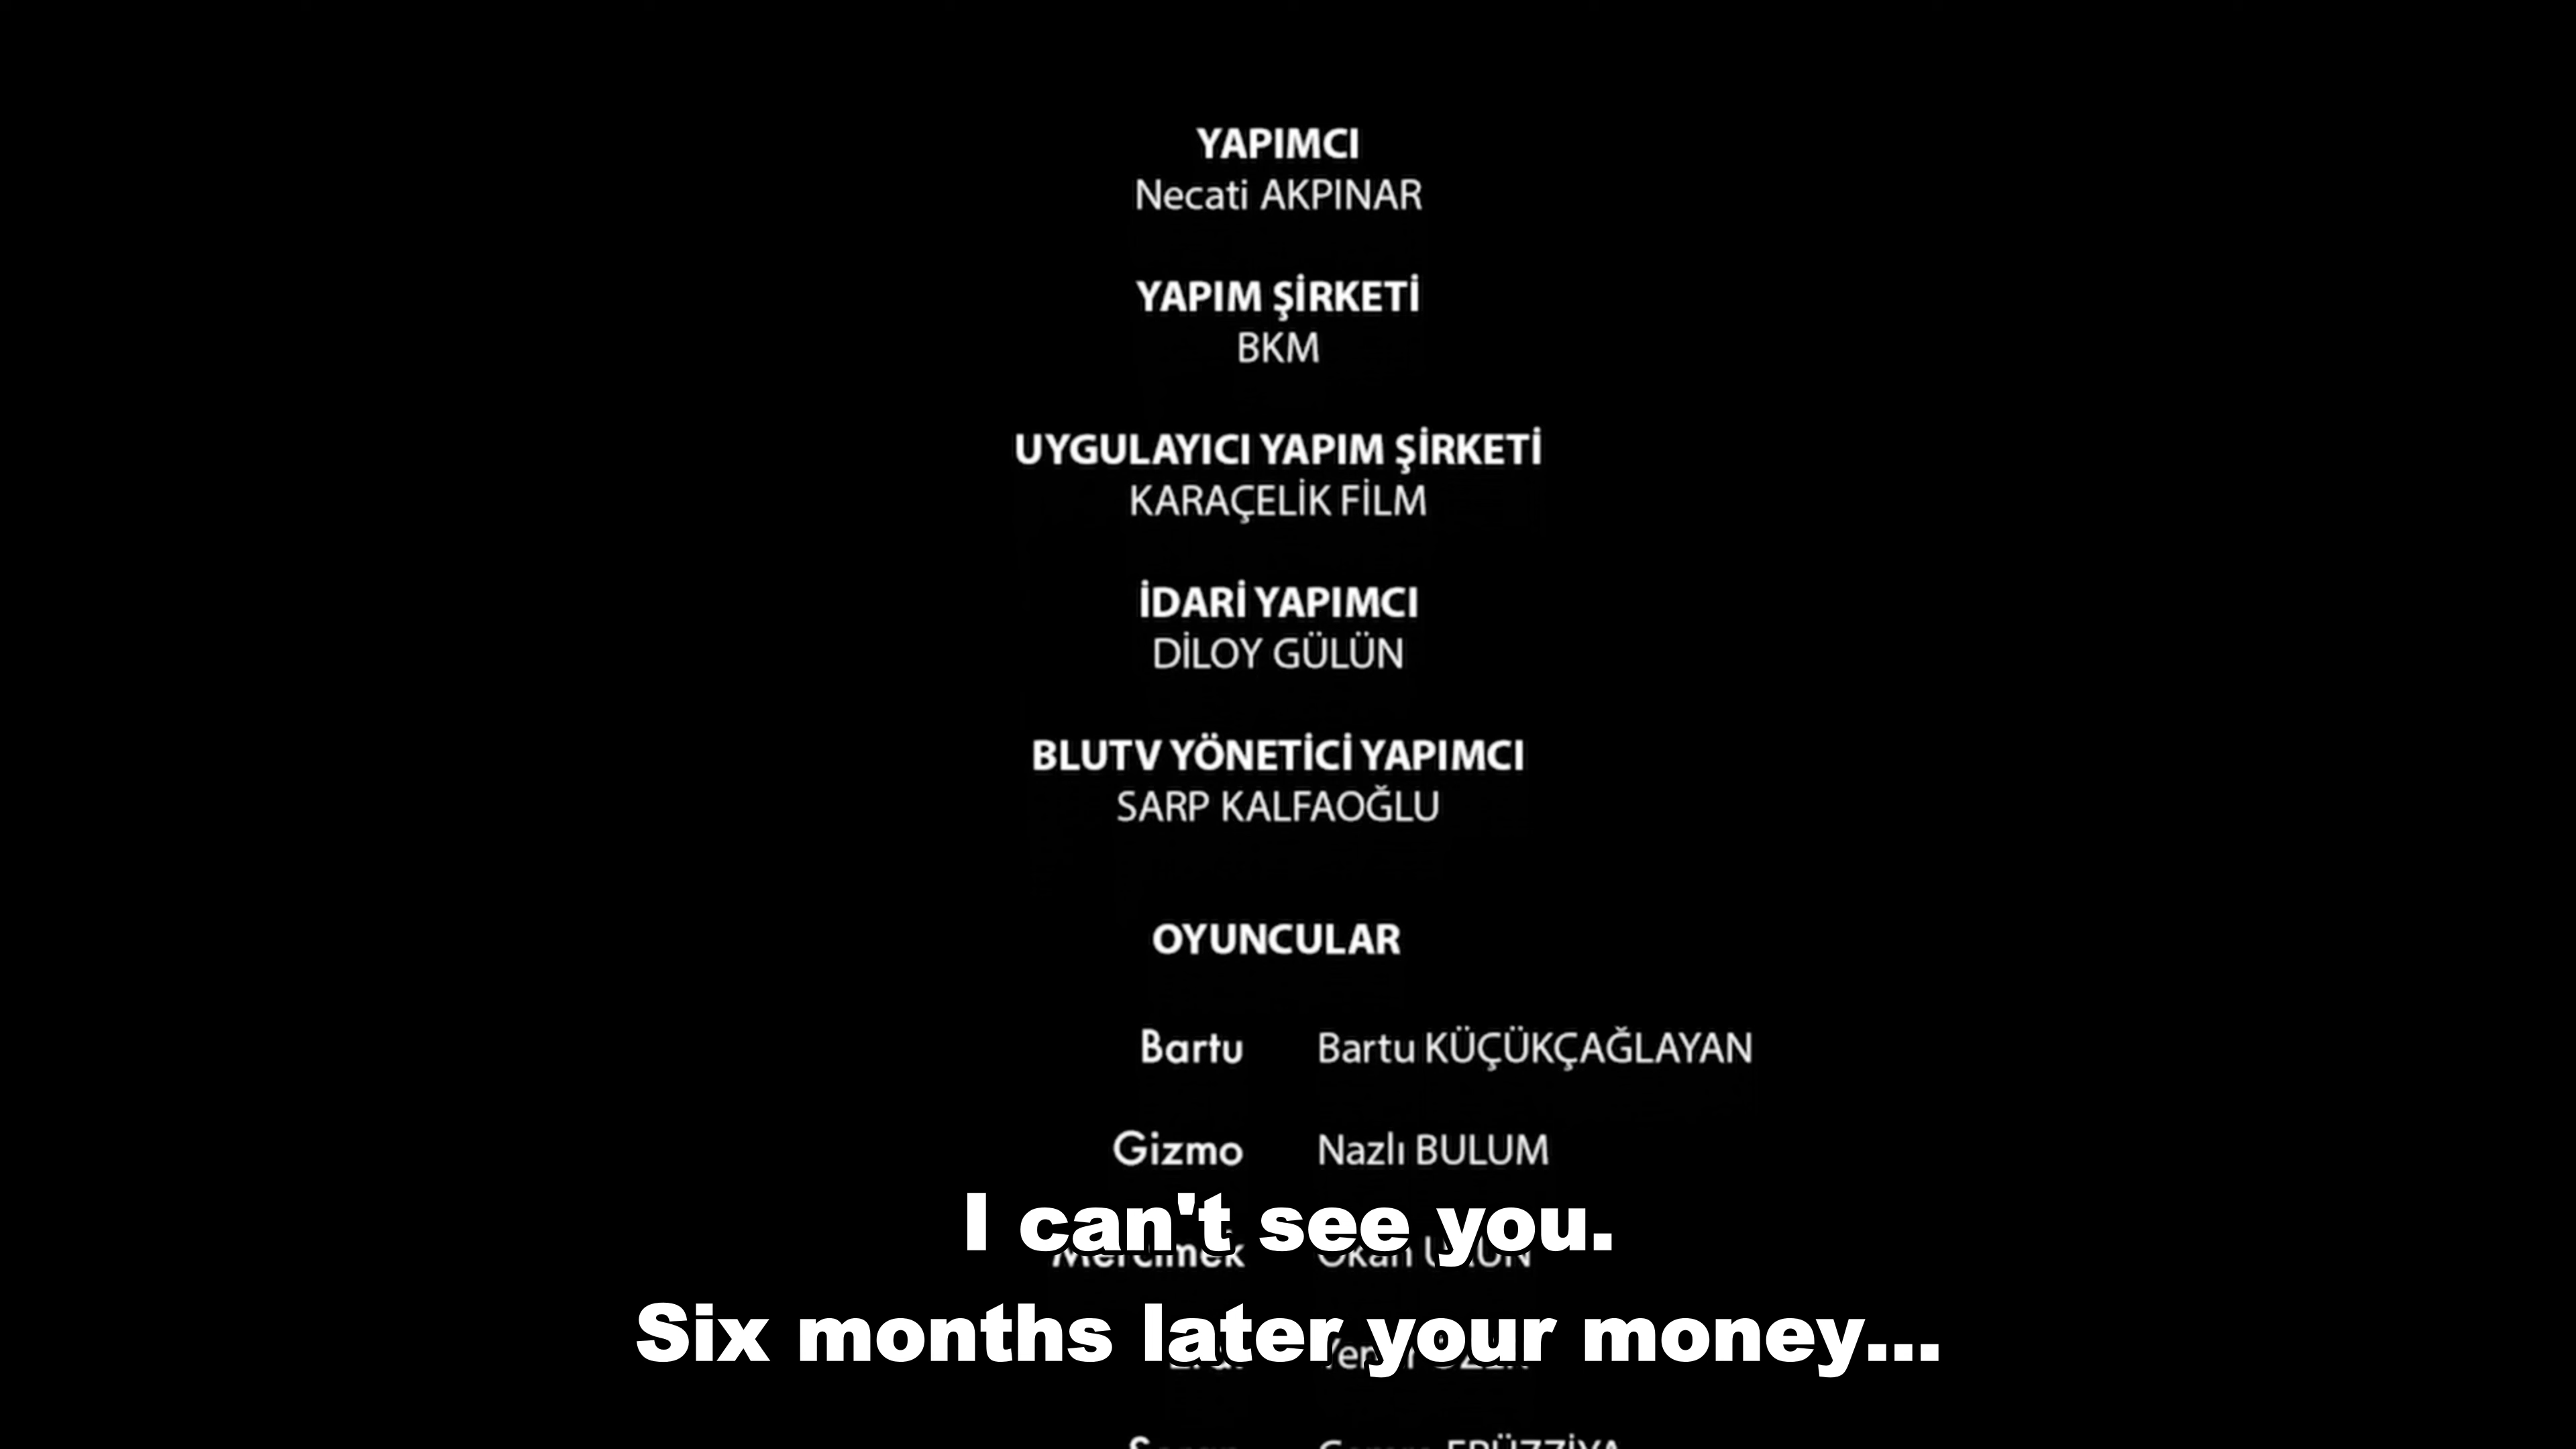 YAPIMCI
Necati AKPINAR
YAPIM ŞİRKETİ
BKM
UYGULAYICI YAPIM ŞİRKETİ
KARAÇELİK FİLM
İDARİ YAPIMCI
DİLOY GÜLÜN
BLUTV YÖNETİCİ YAPIMCI
SARP KALFAOĞLU
OYUNCULAR
Bartu Bartu KÜÇÜKÇAĞLAYAN
Gizmo Nazlı BULUM
I can't see you.
Mercimek Okan
Six months later your money...